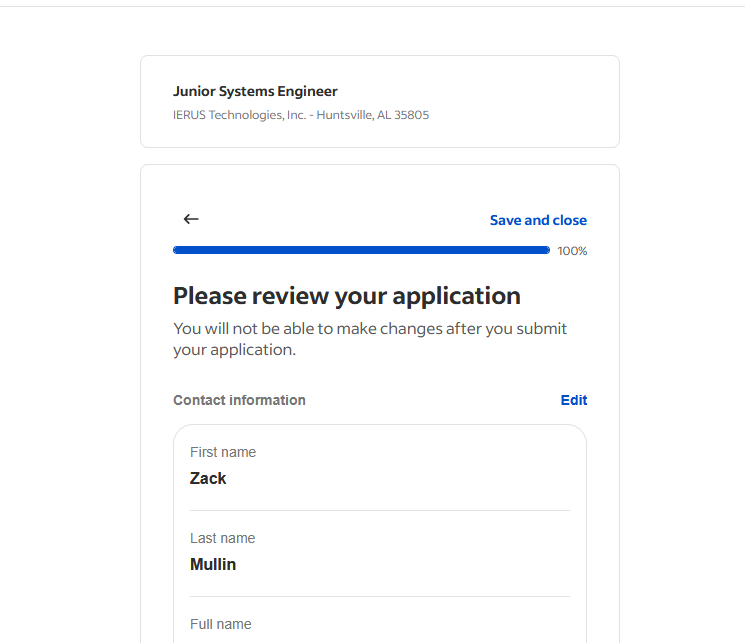 Junior Systems Engineer
IERUS Technologies, Inc. - Huntsville, AL 35805
Save and close
100%
Please review your application
You will not be able to make changes after you submit
your application.
Contact information
Edit
First name
Zack
Last name
Mullin
Full name